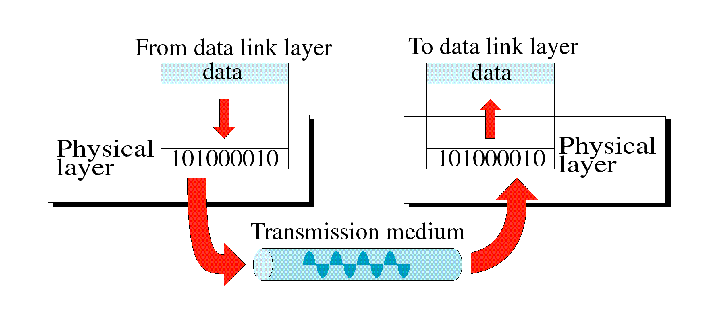 From data link layer
data
Physical
layer
101000010
To data link layer
data
101000010
Physical
layer
Transmission medium